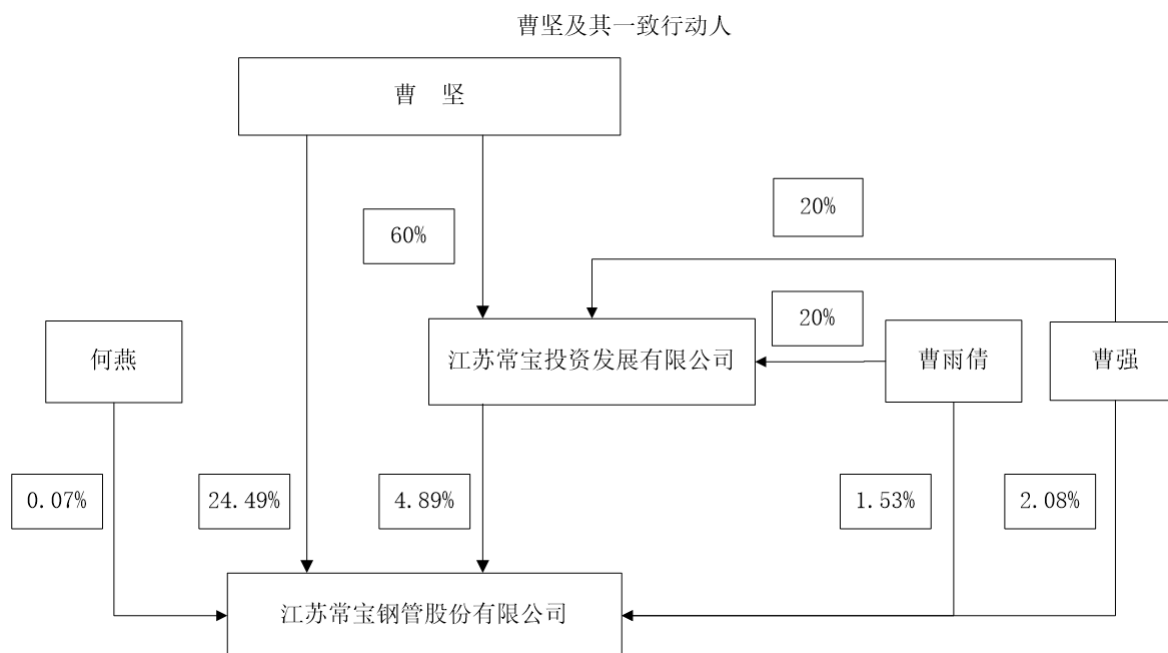 曹坚及其一致行动人
曹 坚
20%
60%
20%
何燕
江苏常宝投资发展有限公司
曹雨倩
曹强
0.07%
24.49%
4.89%
1.53%
2.08%
江苏常宝钢管股份有限公司